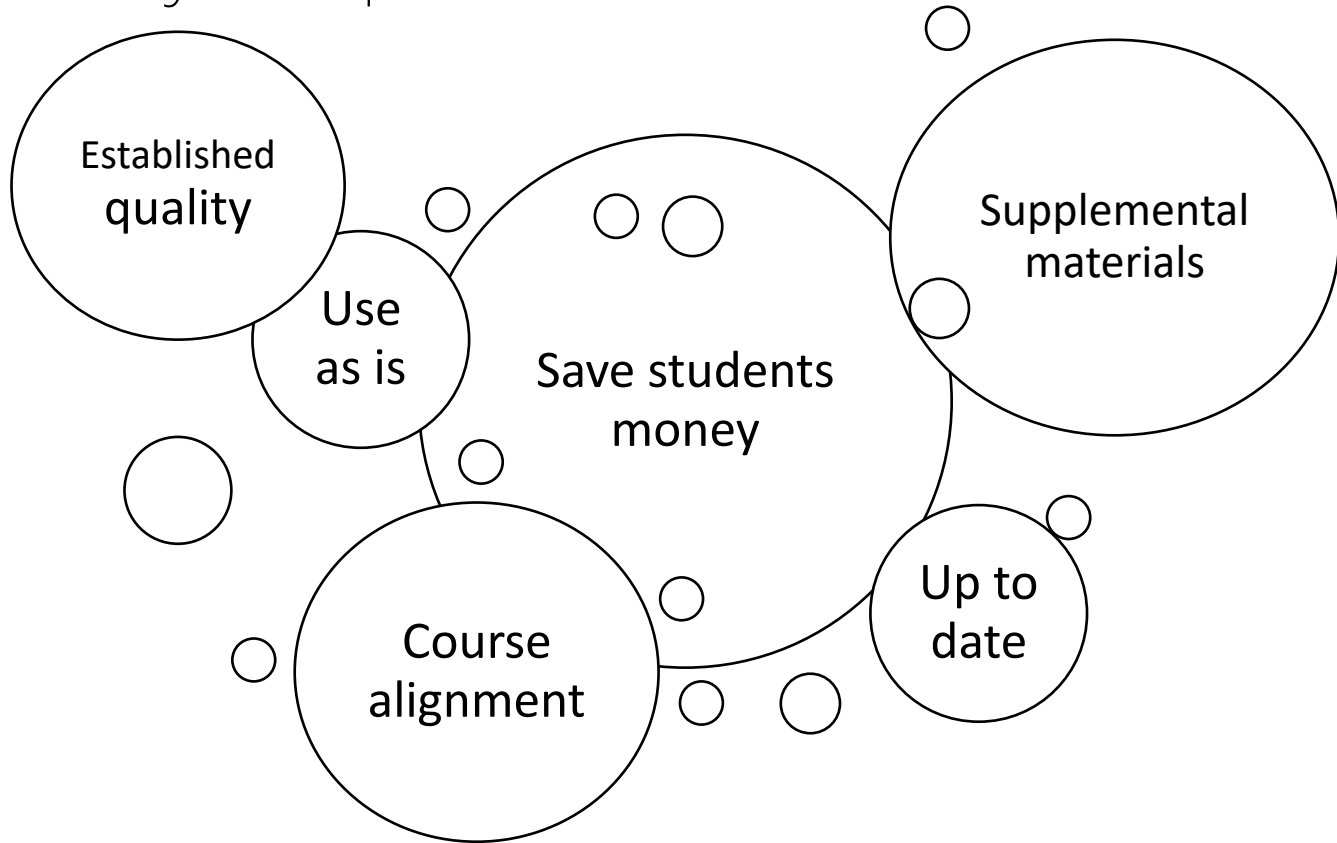 Established
quality
Use
as is
Save students
money
Supplemental
materials
Course
alignment
Up to
date